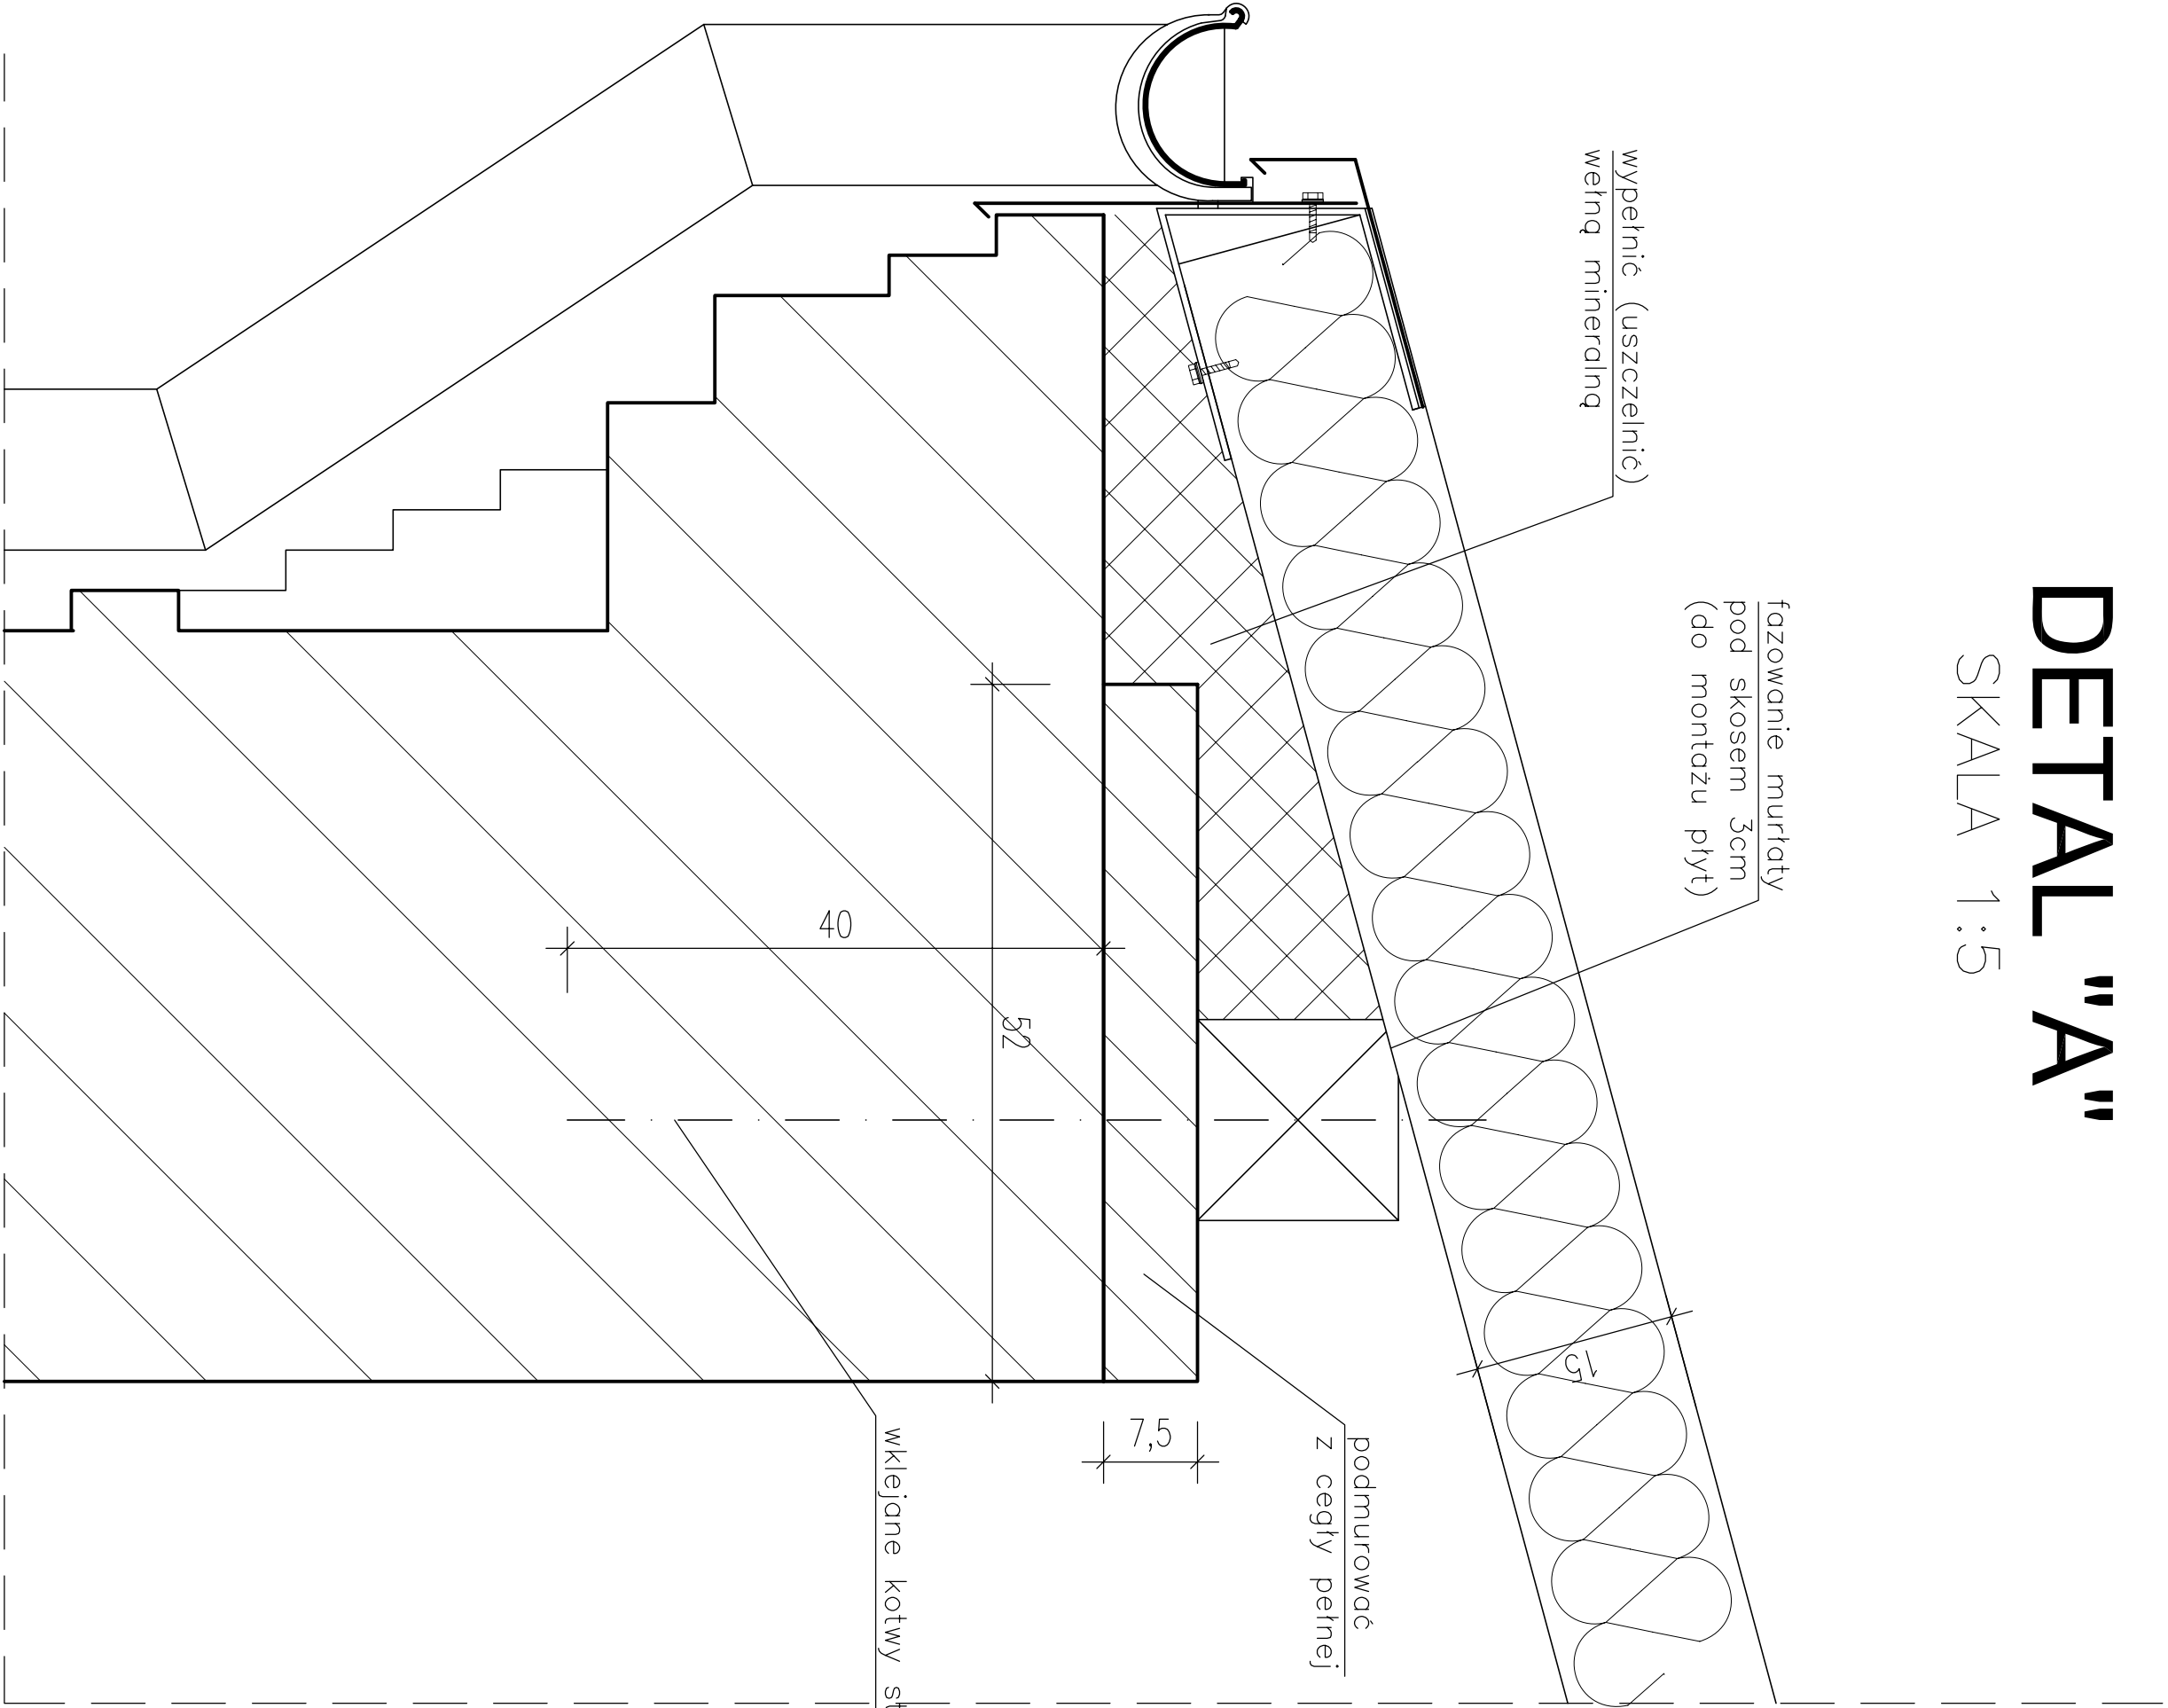 DETAL "A"
SKALA 1:5
fazowanie murłaty
pod skosem 3cm
(do montażu płyt)
wypełnić (uszczelnić)
wełną mineralną
40
52
15
7,5
podmurować
z cegły pełnej
wklejane kotwy